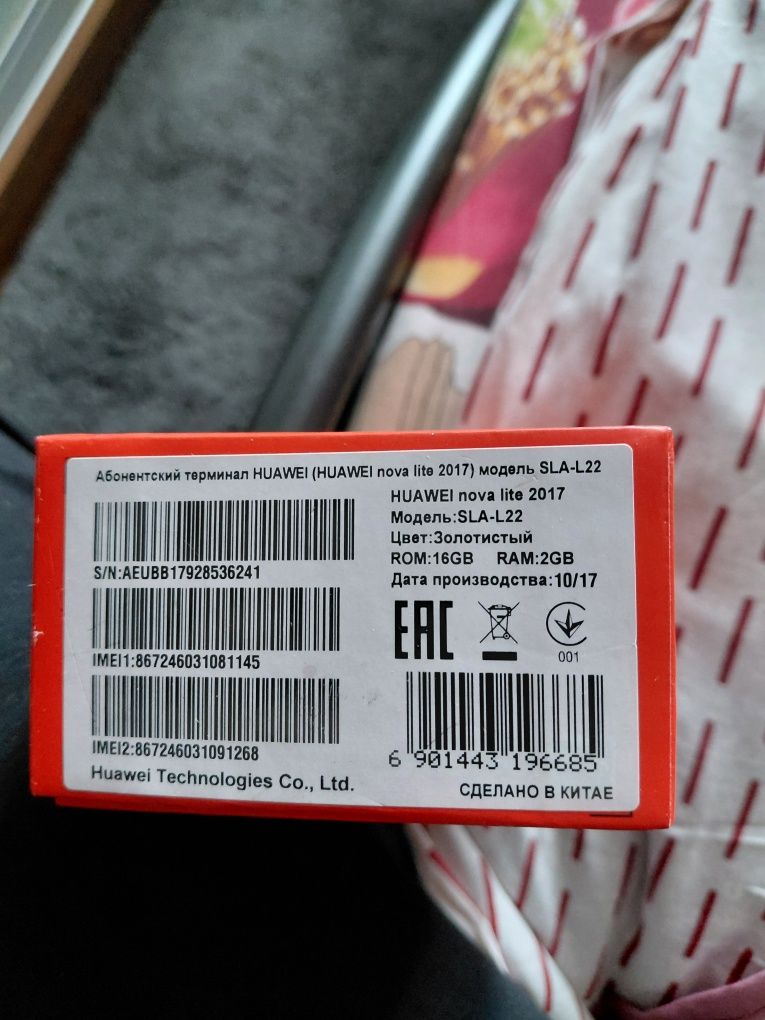 Абонентский терминал HUAWEI (HUAWEI nova lite 2017) модель SLA-L22
S/N:AEUBB17928536241
IMEI1:867246031081145
IMEI2:867246031091268
Huawei Technologies Co., Ltd.
HUAWEI nova lite 2017
Модель:SLA-L22
Цвет:Золотистый
ROM:16GB RAM:2GB
Дата производства:10/17
EAC
001
6 901443 196685
СДЕЛАНО В КИТАЕ